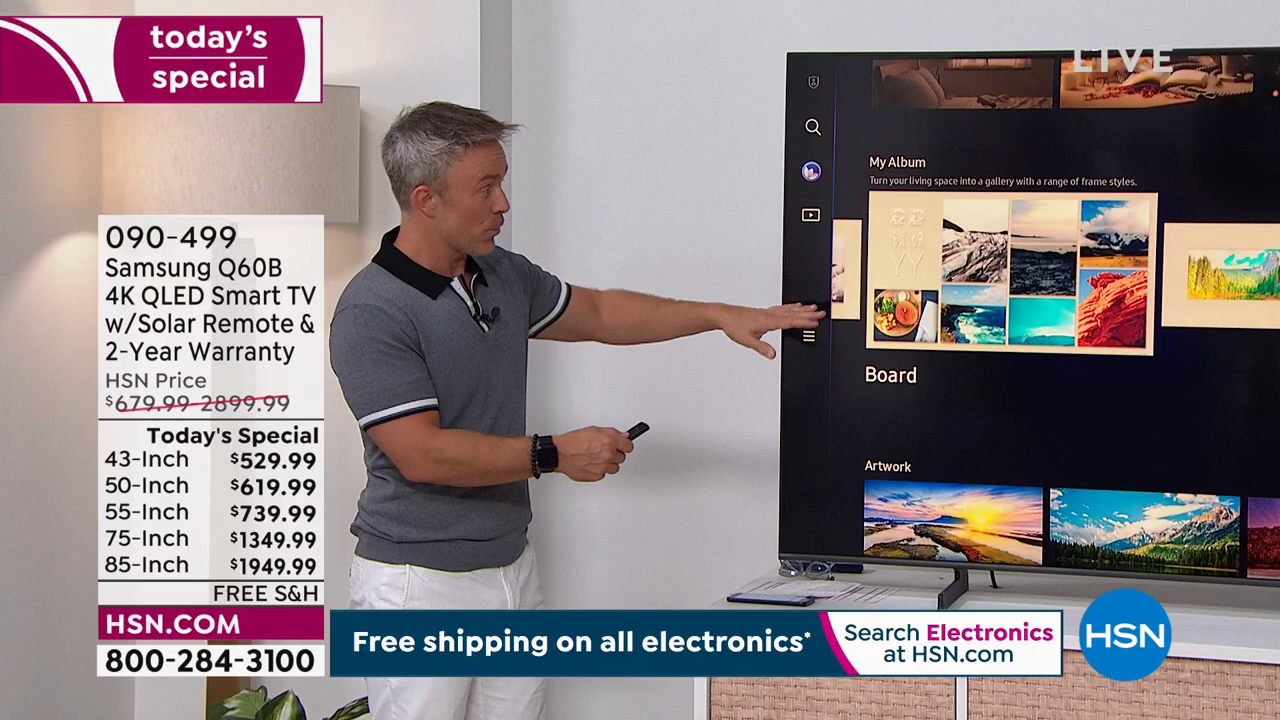 today's
special
LIVE
090-499
Samsung Q60B
4K QLED Smart TV
w/Solar Remote &
2-Year Warranty
HSN Price
$679.99-2899.99
Today's Special
43-Inch $529.99
50-Inch $619.99
55-Inch $739.99
75-Inch $1349.99
85-Inch $1949.99
FREE S&H
HSN.COM
800-284-3100
My Album
Turn your living space into a gallery with a range of frame styles.
Board
Artwork
Free shipping on all electronics*
Search Electronics
at HSN.com
HSN